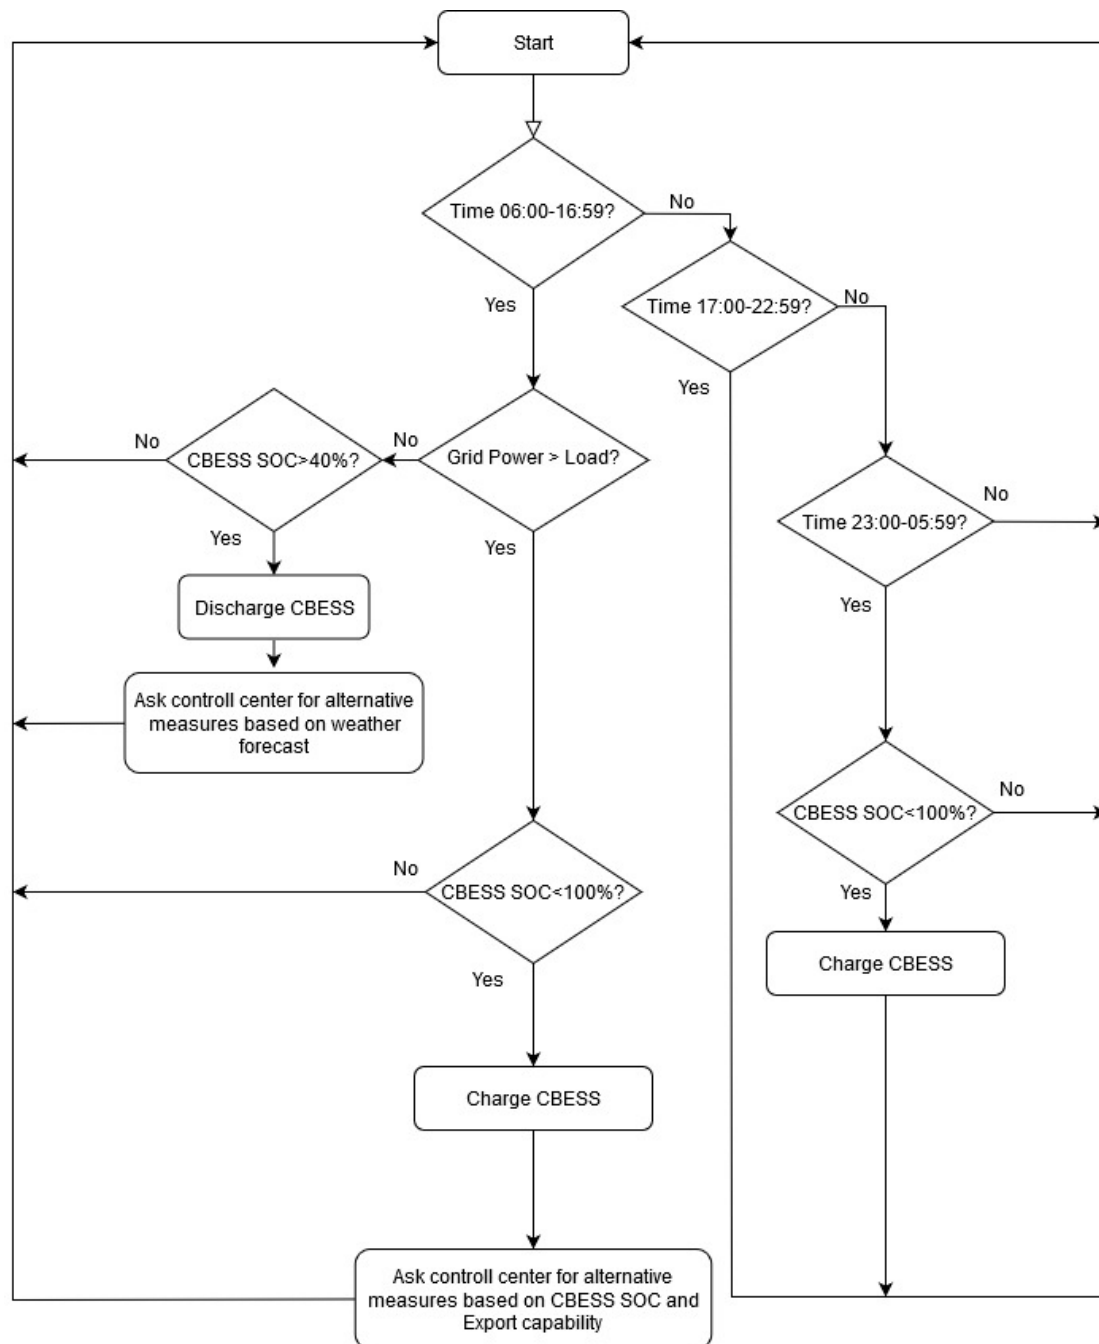 Start
Time 06:00-16:59?
No
Yes
Time 17:00-22:59?
No
Yes
CBESS SOC>40%?
No
Yes
Grid Power > Load?
No
Yes
Time 23:00-05:59?
No
Yes
Discharge CBESS
Ask controll center for alternative
measures based on weather
forecast
CBESS SOC<100%?
No
Yes
CBESS SOC<100%?
No
Yes
Charge CBESS
Charge CBESS
Ask controll center for alternative
measures based on CBESS SOC and
Export capability